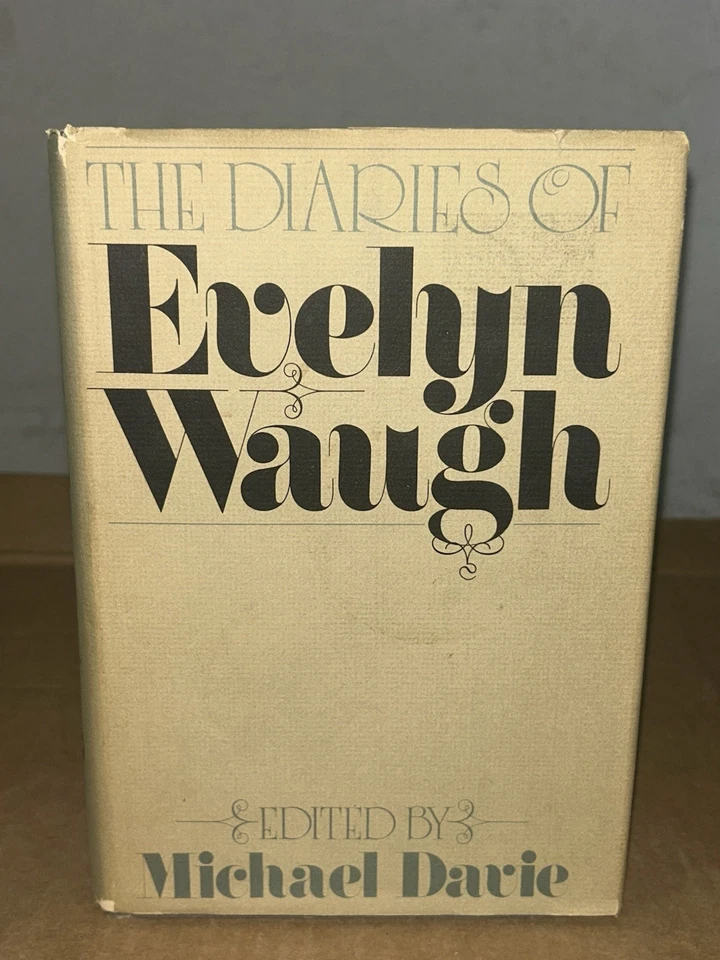 THE DIARIES OF
Evelyn
Waugh
EDITED BY
Michael Davie